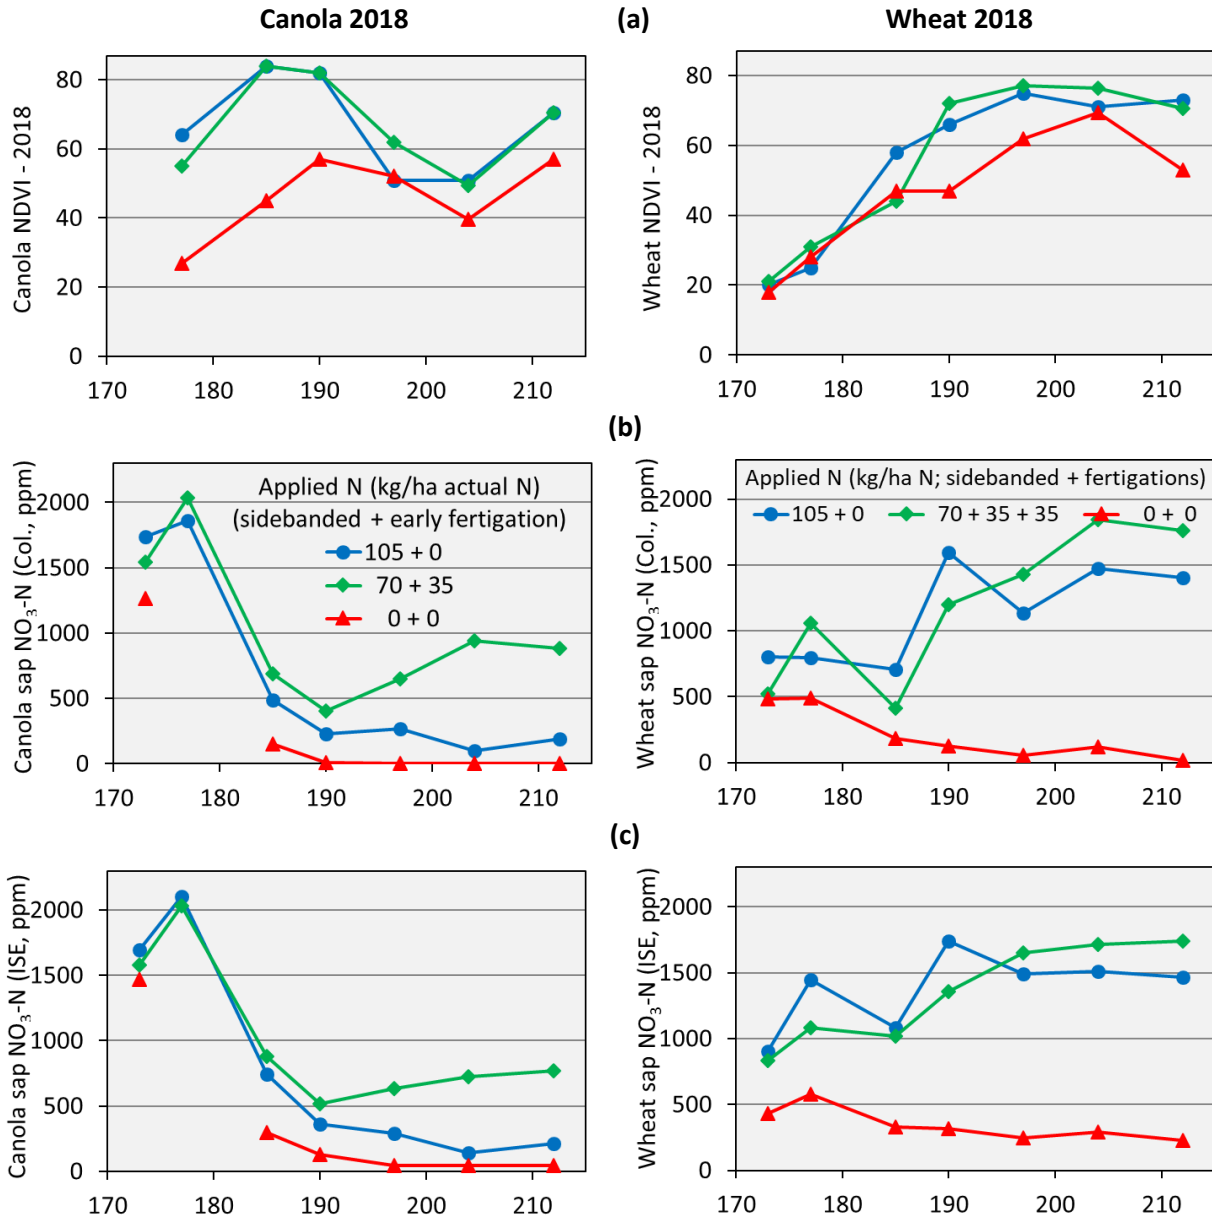 Canola 2018
(a)
Wheat 2018
Canola NDVI - 2018
80
60
40
20
0
170 180 190 200 210
Wheat NDVI - 2018
80
60
40
20
0
170 180 190 200 210
(b)
Canola sap NO₃-N (Col., ppm)
2000
1500
1000
500
0
170 180 190 200 210
Applied N (kg/ha actual N)
(sidebanded + early fertigation)
105 + 0
70 + 35
0 + 0
Wheat sap NO₃-N (Col., ppm)
2000
1500
1000
500
0
170 180 190 200 210
Applied N (kg/ha N; sidebanded + fertigations)
105 + 0 70 + 35 + 35 0 + 0
(c)
Canola sap NO₃-N (ISE, ppm)
2000
1500
1000
500
0
170 180 190 200 210
Wheat sap NO₃-N (ISE, ppm)
2000
1500
1000
500
0
170 180 190 200 210